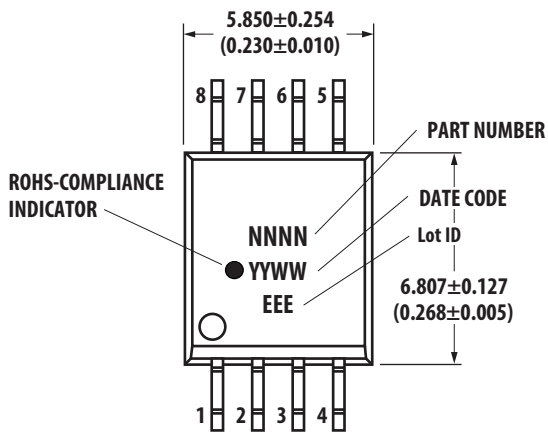 5.850±0.254
(0.230±0.010)
8 7 6 5
PART NUMBER
ROHS-COMPLIANCE
INDICATOR
DATE CODE
NNNN
Lot ID
YYWW
EEE
6.807±0.127
(0.268±0.005)
1 2 3 4